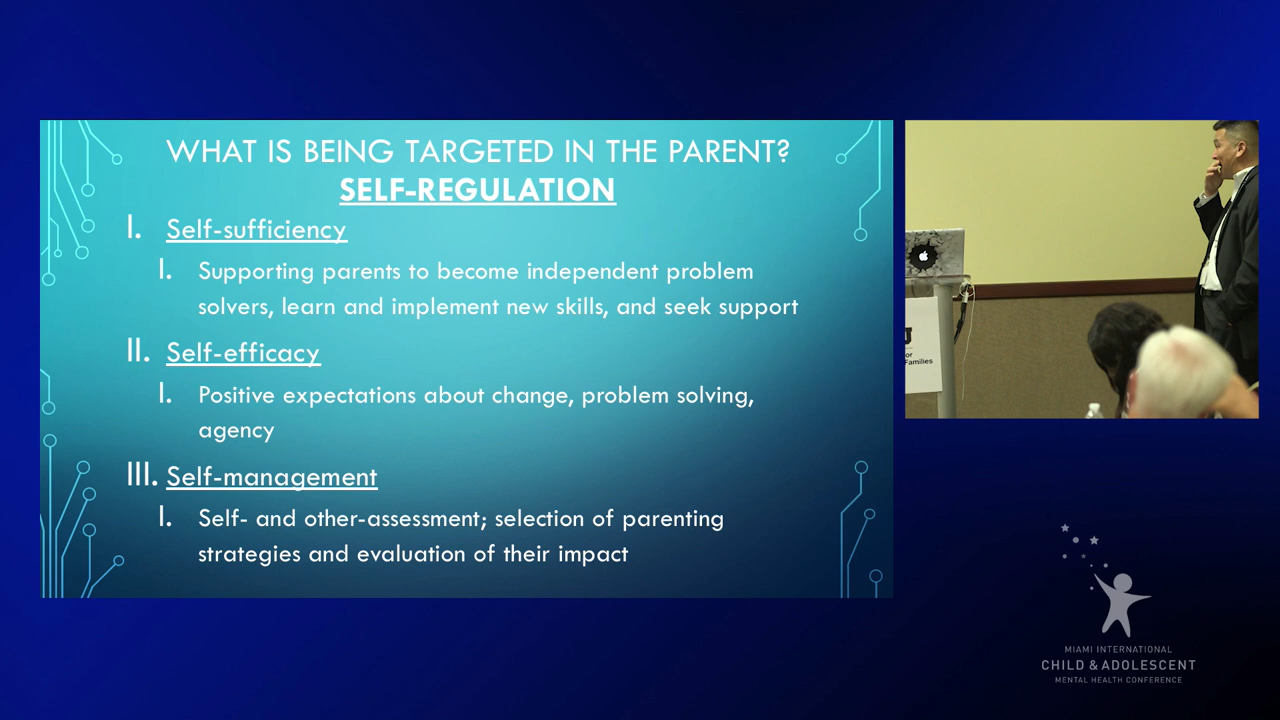 WHAT IS BEING TARGETED IN THE PARENT?
SELF-REGULATION
I. Self-sufficiency
I. Supporting parents to become independent problem
solvers, learn and implement new skills, and seek support
II. Self-efficacy
I. Positive expectations about change, problem solving,
agency
III. Self-management
I. Self- and other-assessment; selection of parenting
strategies and evaluation of their impact
Families
MIAMI INTERNATIONAL
CHILD & ADOLESCENT
MENTAL HEALTH CONFERENCE